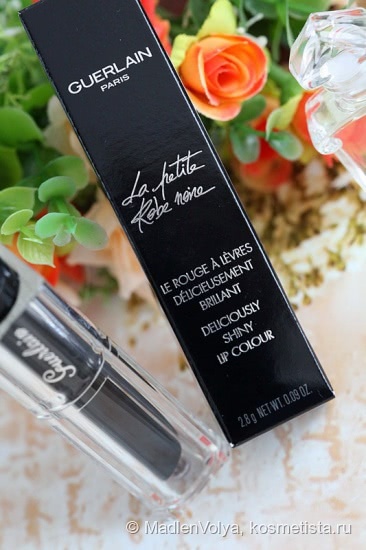 GUERLAIN
PARIS
La petite
Robe noire
LE ROUGE À LÈVRES
DÉLICIEUSEMENT
BRILLANT
DELICIOUSLY
SHINY
LIP COLOUR
2.8 g NET WT. 0.09 OZ.
Guerlain
© MadlenVolya, kosmetista.ru